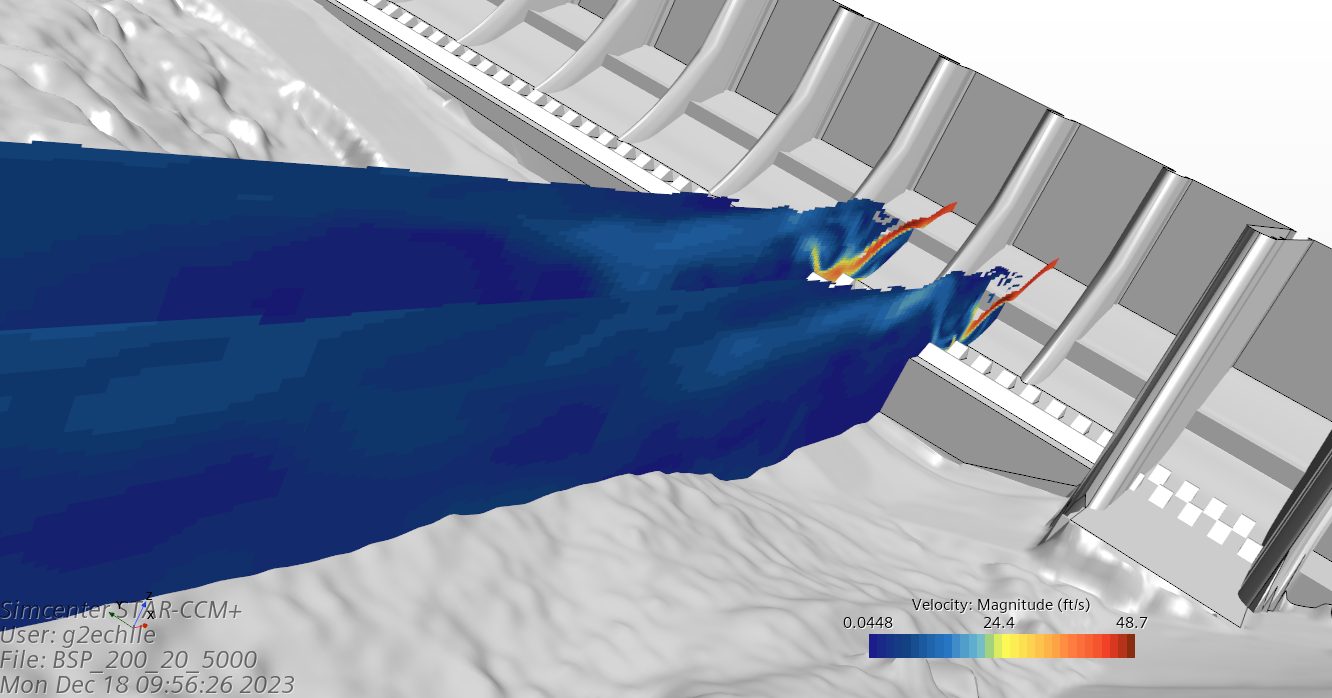 Velocity: Magnitude (ft/s)
0.0448 24.4 48.7
Z
Y
X
Simcenter STAR-CCM+
User: g2echlle
File: BSP_200_20_5000
Mon Dec 18 09:56:26 2023